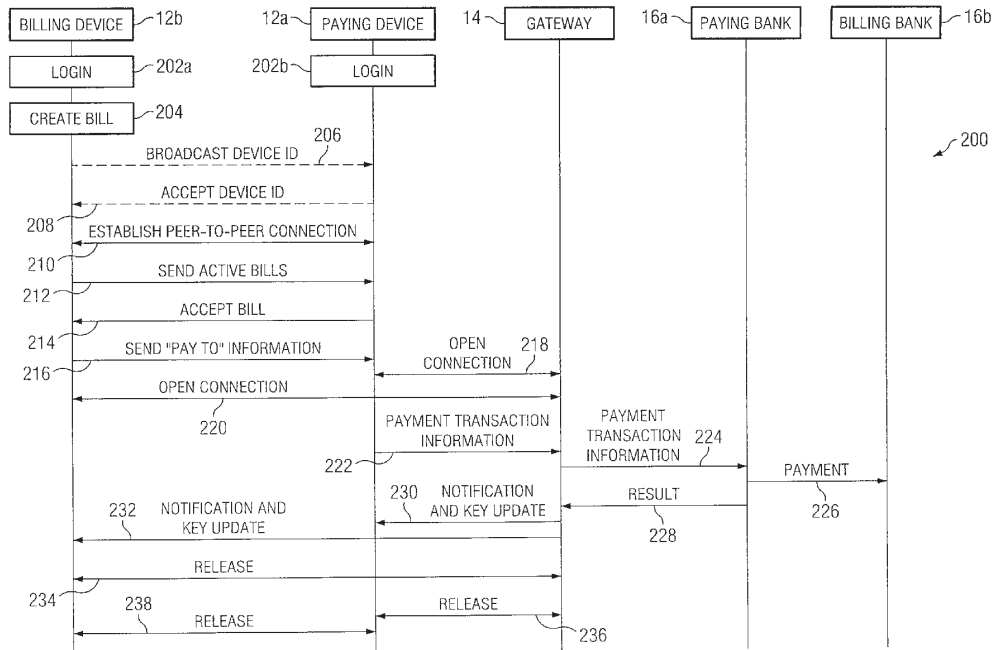 BILLING DEVICE 12b PAYING DEVICE 12a GATEWAY 14 PAYING BANK 16a BILLING BANK 16b
LOGIN 202a 202b LOGIN
CREATE BILL 204
BROADCAST DEVICE ID 206
200
ACCEPT DEVICE ID
208
ESTABLISH PEER-TO-PEER CONNECTION
210
SEND ACTIVE BILLS
212
ACCEPT BILL
214
SEND "PAY TO" INFORMATION
216
OPEN
CONNECTION
218
OPEN CONNECTION
220
PAYMENT TRANSACTION
INFORMATION
222
PAYMENT
TRANSACTION
INFORMATION
224
PAYMENT
226
RESULT
228
230 NOTIFICATION
AND KEY UPDATE
232 NOTIFICATION AND
KEY UPDATE
RELEASE
234
RELEASE
236
238 RELEASE